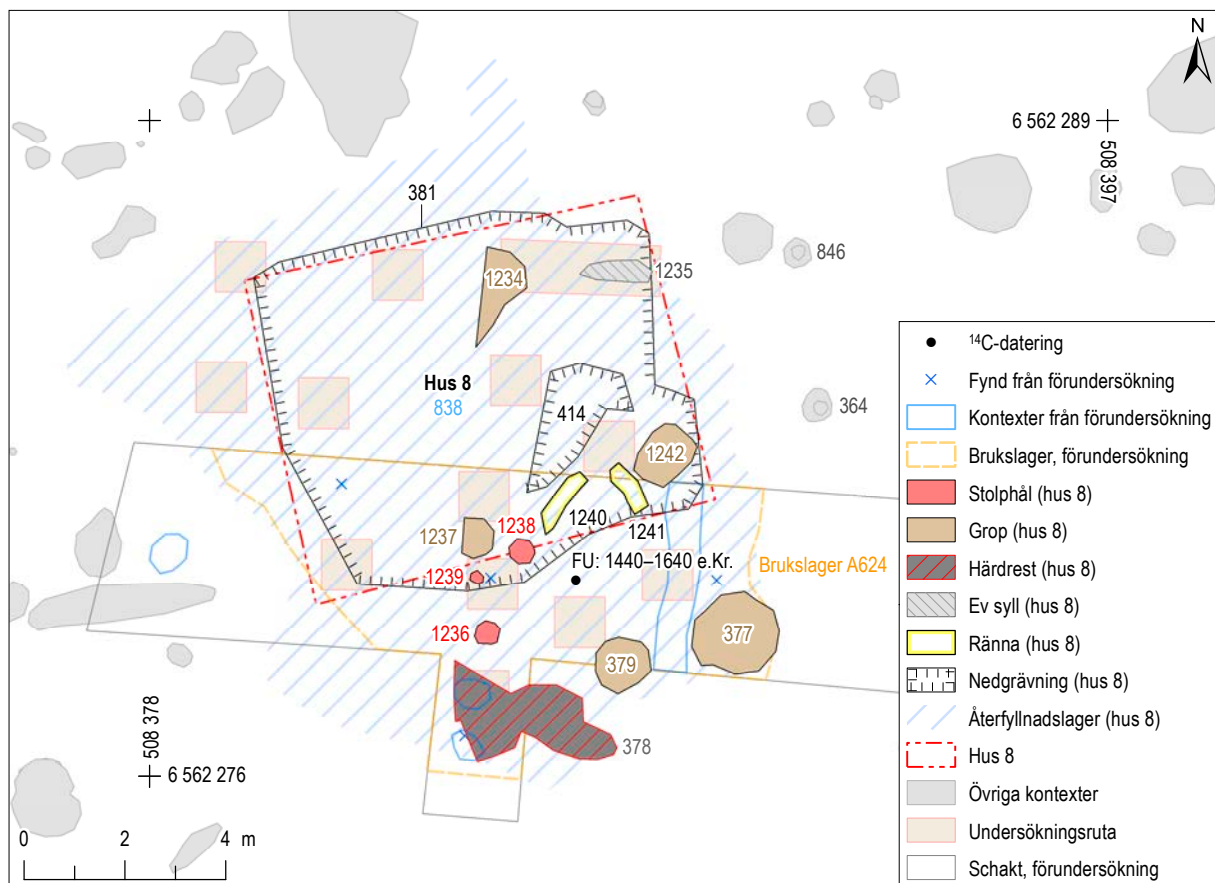 N
6 562 289
508 397
381
846
1234
1235
Hus 8
838
414
364
1242
1237
1238
1240
1241
1239
FU: 1440–1640 e.Kr.
Brukslager A624
1236
377
379
378
508 378
6 562 276
0 2 4 m
14C-datering
Fynd från förundersökning
Kontexter från förundersökning
Brukslager, förundersökning
Stolphål (hus 8)
Grop (hus 8)
Härdrest (hus 8)
Ev syll (hus 8)
Ränna (hus 8)
Nedgrävning (hus 8)
Återfyllnadslager (hus 8)
Hus 8
Övriga kontexter
Undersökningsruta
Schakt, förundersökning